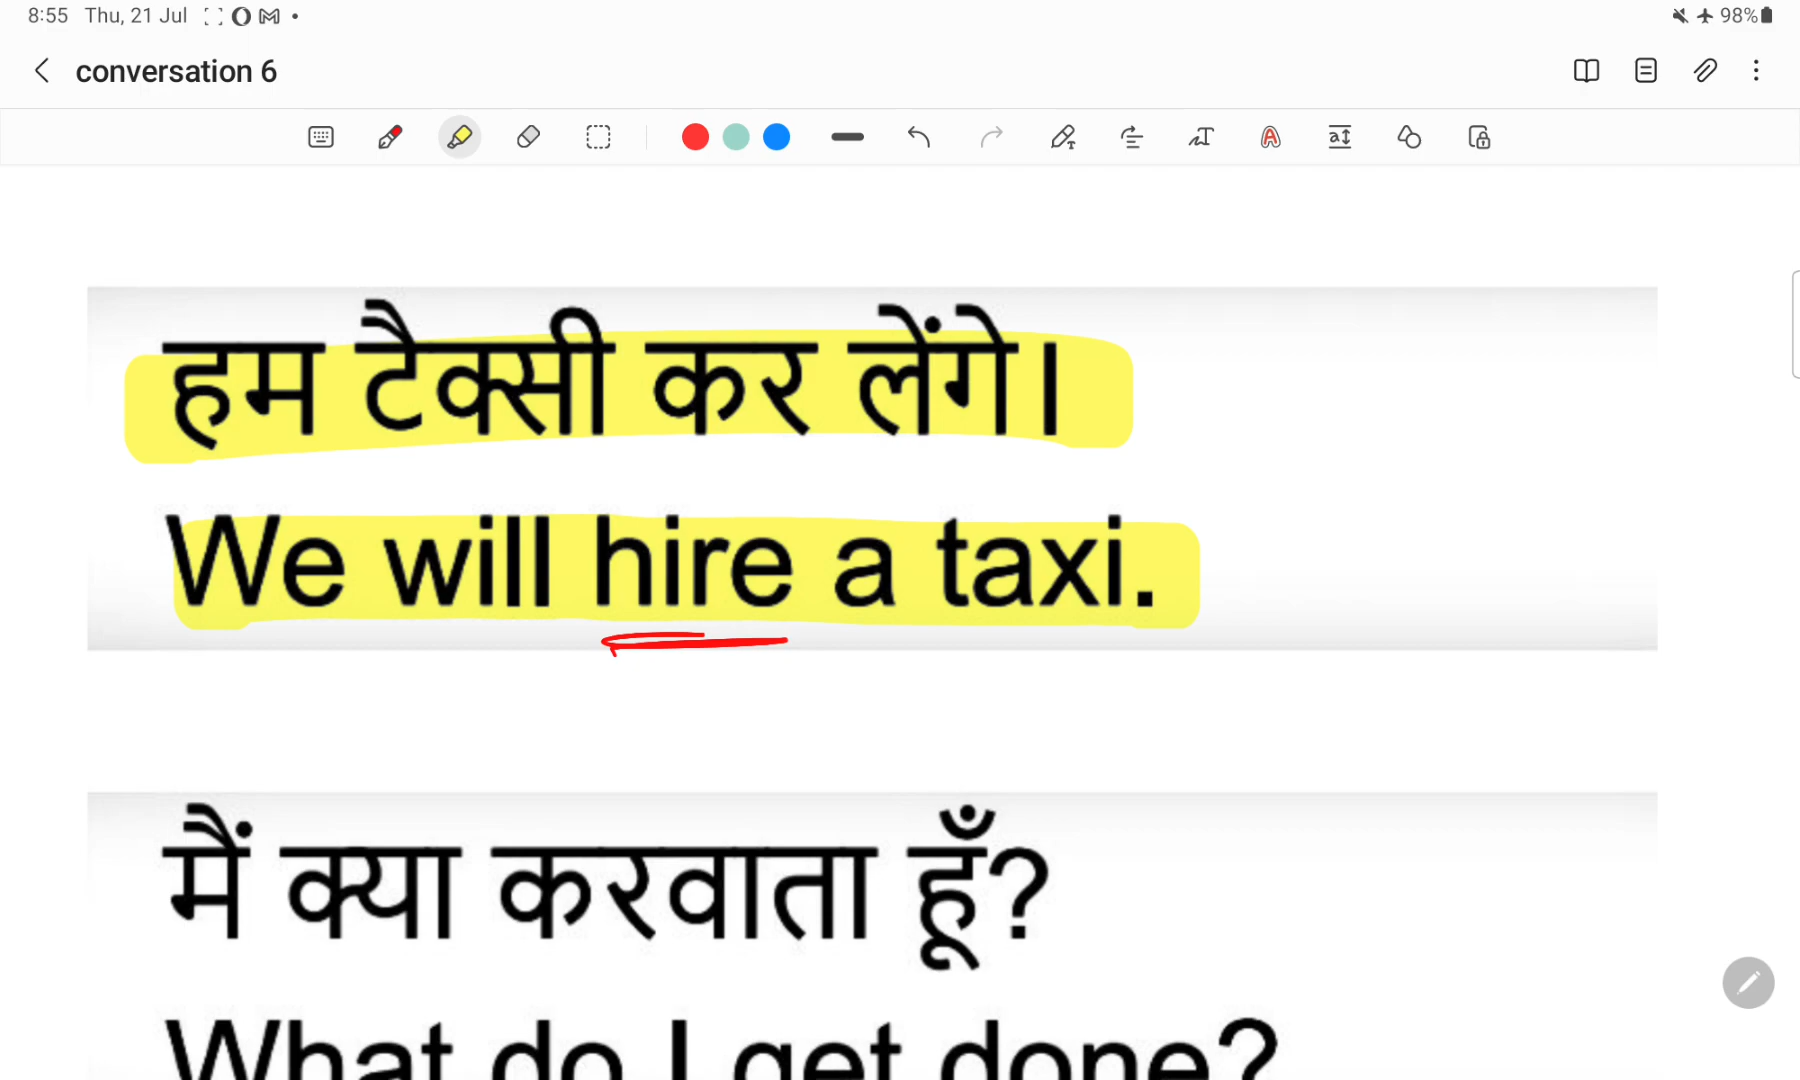 8:55 Thu, 21 Jul 98%
conversation 6
हम टैक्सी कर लेंगे।
We will hire a taxi.
मैं क्या करवाता हूँ?
What do I get done?